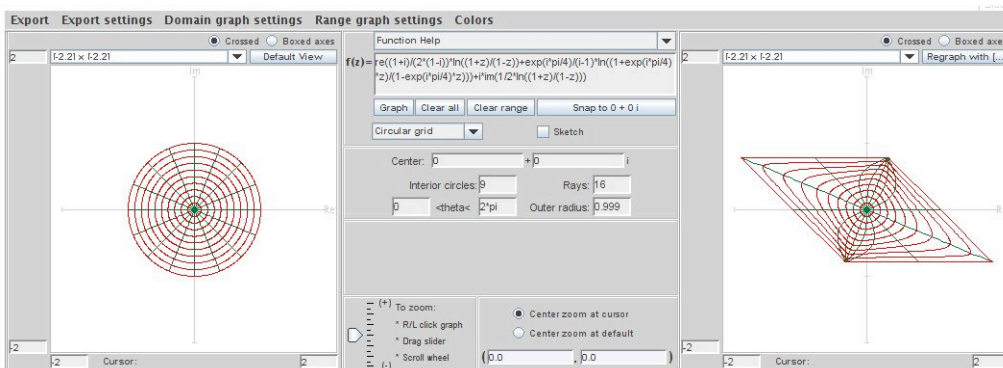 Export Export settings Domain graph settings Range graph settings Colors
Crossed Boxed axes
2 [-2.2]i x [-2.2] Default View
Im
Re
-2
-2 Cursor: 2
Function Help
f(z)= re((1+i)/(2*(1-i))*ln((1+z)/(1-z))+exp(i*pi/4)/(i-1)*ln((1+exp(i*pi/4)
*z)/(1-exp(i*pi/4)*z)))+i*im(1/2*ln((1+z)/(1-z)))
Graph Clear all Clear range Snap to 0 + 0 i
Circular grid Sketch
Center: 0 + 0 i
Interior circles: 9 Rays: 16
0 <theta< 2*pi Outer radius: 0.999
(+) To zoom:
* R/L click graph
* Drag slider
* Scroll wheel
(-)
Center zoom at cursor
Center zoom at default
( 0.0 , 0.0 )
Crossed Boxed axes
2 [-2.2]i x [-2.2] Regraph with [...
Im
Re
-2
-2 Cursor: 2